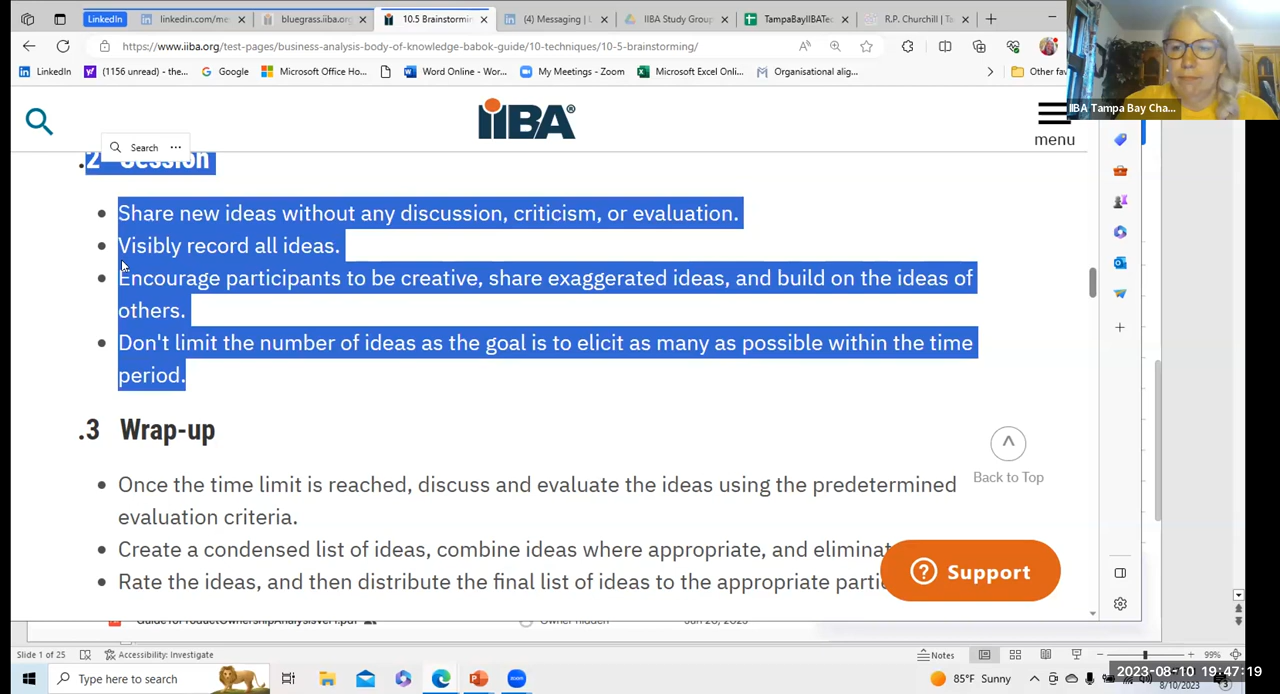 LinkedIn
linkedin.com/me
bluegrass.iiba.org
10.5 Brainstormin
(4) Messaging | L
IIBA Study Group
TampaBayIIBATec
R.P. Churchill | Ta
https://www.iiba.org/test-pages/business-analysis-body-of-knowledge-babok-guide/10-techniques/10-5-brainstorming/
LinkedIn
(1156 unread) - the...
Google
Microsoft Office Ho...
Word Online - Wor...
My Meetings - Zoom
Microsoft Excel Onli...
Organisational alig...
Other fav
IIBA Tampa Bay Cha...
iiBA®
menu
Search
.2 Session
Share new ideas without any discussion, criticism, or evaluation.
Visibly record all ideas.
Encourage participants to be creative, share exaggerated ideas, and build on the ideas of
others.
Don't limit the number of ideas as the goal is to elicit as many as possible within the time
period.
.3 Wrap-up
Back to Top
Once the time limit is reached, discuss and evaluate the ideas using the predetermined
evaluation criteria.
Create a condensed list of ideas, combine ideas where appropriate, and eliminat
Rate the ideas, and then distribute the final list of ideas to the appropriate parti
Support
Slide 1 of 25
Accessibility: Investigate
Notes
99%
Type here to search
zoom
85°F Sunny
2023-08-10 19:47:19
8/10/2023